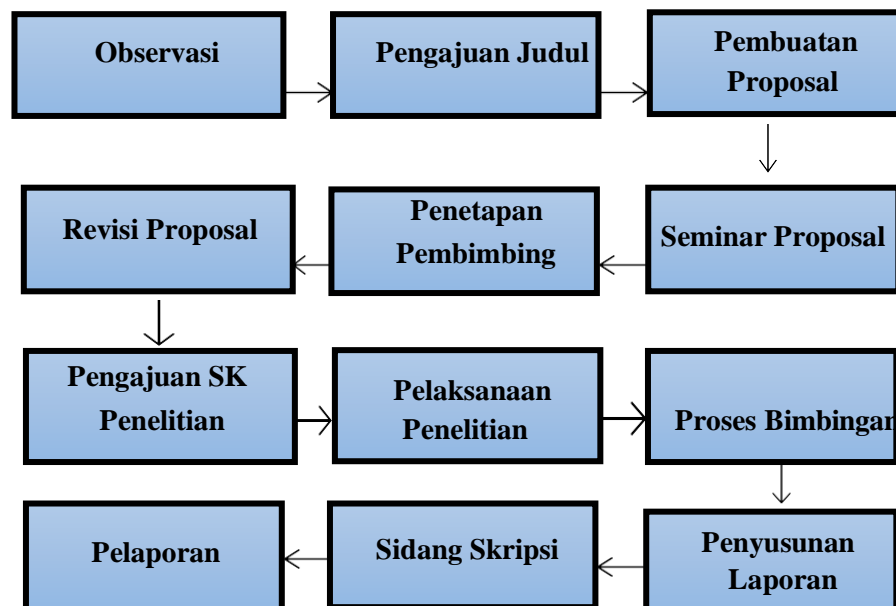 Observasi
Pengajuan Judul
Pembuatan
Proposal
Seminar Proposal
Penetapan
Pembimbing
Revisi Proposal
Pengajuan SK
Penelitian
Pelaksanaan
Penelitian
Proses Bimbingan
Penyusunan
Laporan
Sidang Skripsi
Pelaporan